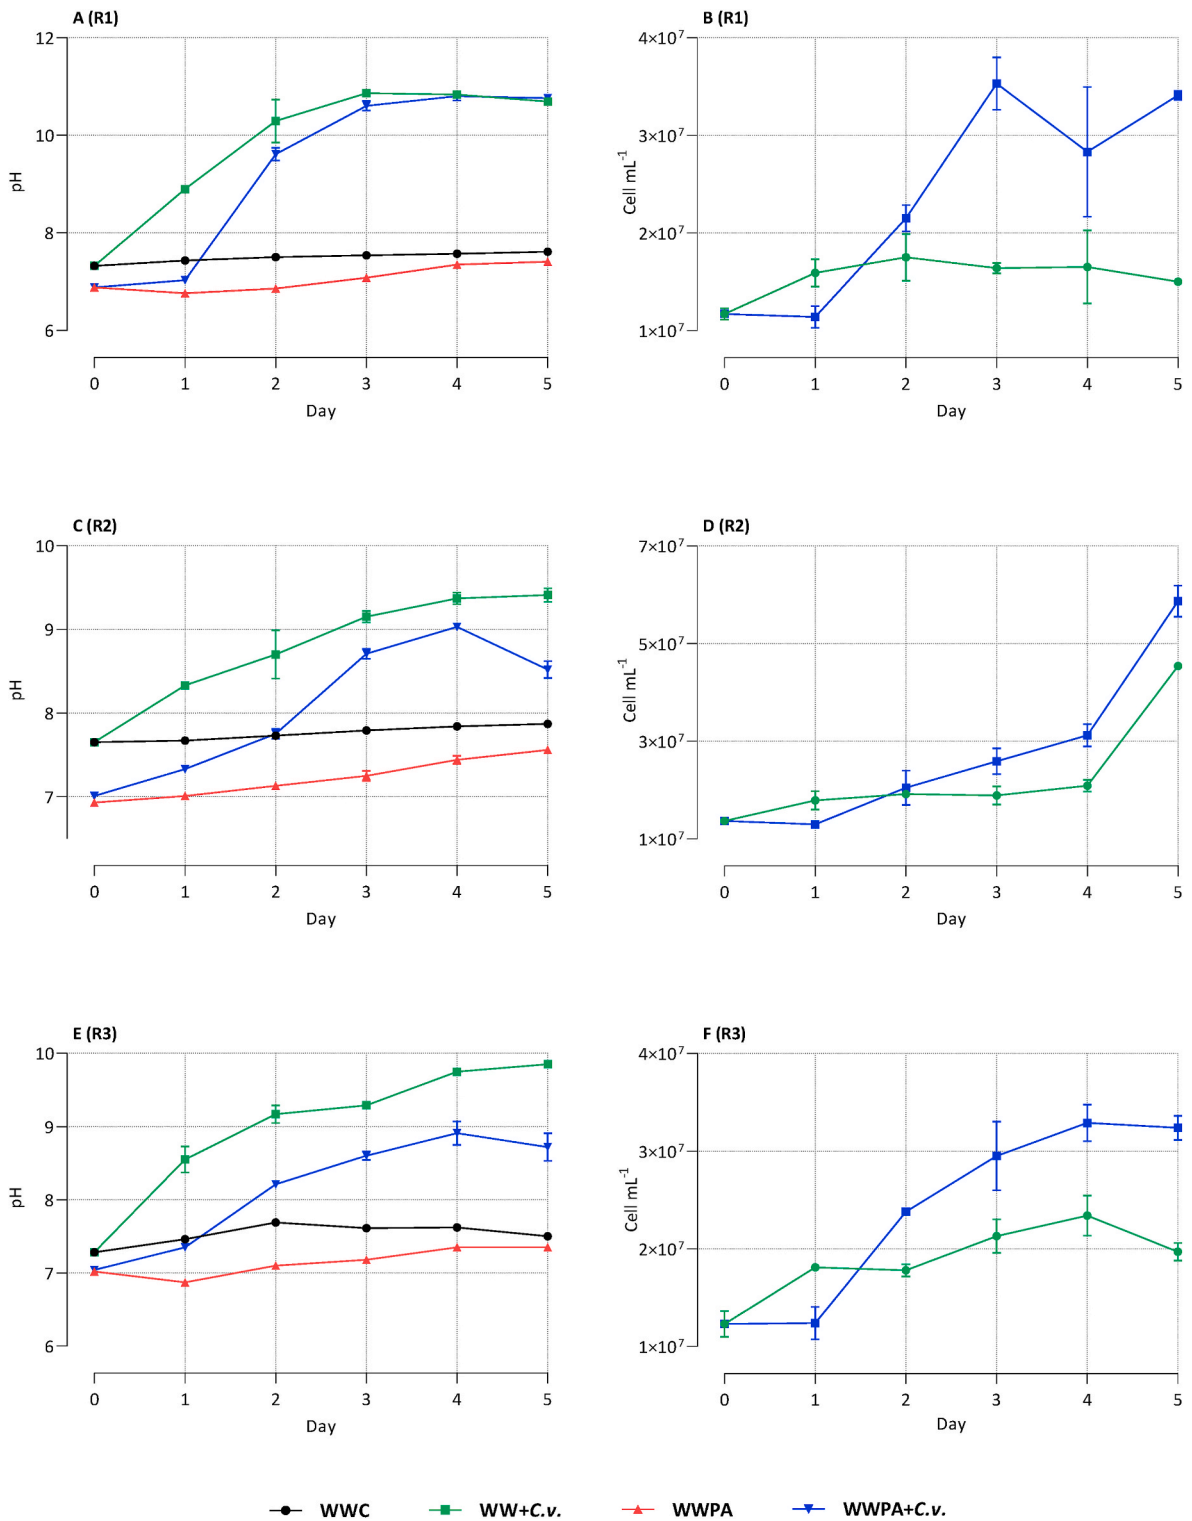 A (R1)
12
10
8
6
pH
0 1 2 3 4 5
Day
B (R1)
4×10⁷
3×10⁷
2×10⁷
1×10⁷
Cell mL⁻¹
0 1 2 3 4 5
Day
C (R2)
10
9
8
7
pH
0 1 2 3 4 5
Day
D (R2)
7×10⁷
5×10⁷
3×10⁷
1×10⁷
Cell mL⁻¹
0 1 2 3 4 5
Day
E (R3)
10
9
8
7
6
pH
0 1 2 3 4 5
Day
F (R3)
4×10⁷
3×10⁷
2×10⁷
1×10⁷
Cell mL⁻¹
0 1 2 3 4 5
Day
WWC WW+C.v. WWPA WWPA+C.v.